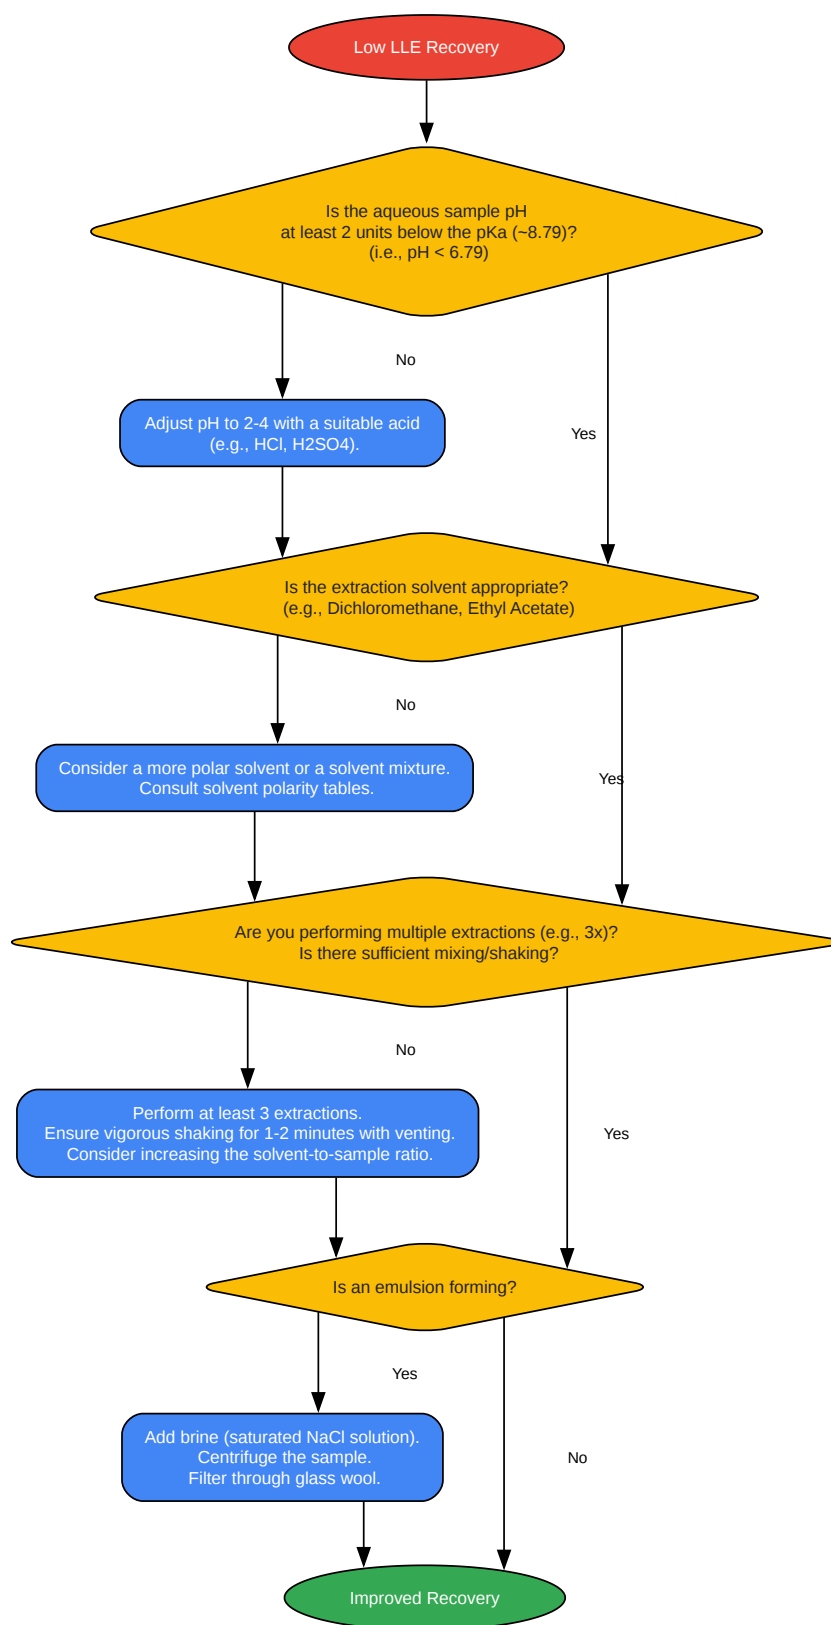 Low LLE Recovery
Is the aqueous sample pH
at least 2 units below the pKa (~8.79)?
(i.e., pH < 6.79)
No
Adjust pH to 2-4 with a suitable acid
(e.g., HCl, H2SO4).
Yes
Is the extraction solvent appropriate?
(e.g., Dichloromethane, Ethyl Acetate)
No
Consider a more polar solvent or a solvent mixture.
Consult solvent polarity tables.
Yes
Are you performing multiple extractions (e.g., 3x)?
Is there sufficient mixing/shaking?
No
Perform at least 3 extractions.
Ensure vigorous shaking for 1-2 minutes with venting.
Consider increasing the solvent-to-sample ratio.
Yes
Is an emulsion forming?
Yes
Add brine (saturated NaCl solution).
Centrifuge the sample.
Filter through glass wool.
No
Improved Recovery